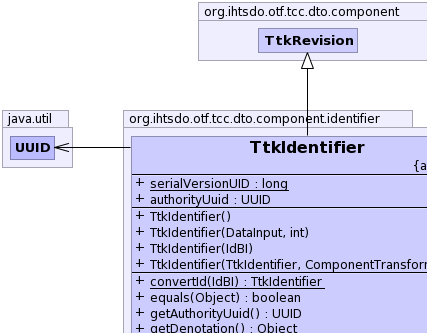 org.ihtsdo.otf.tcc.dto.component
TtkRevision
java.util
UUID
org.ihtsdo.otf.tcc.dto.component.identifier
TtkIdentifier
{a
+ serialVersionUID : long
+ authorityUuid : UUID
+ TtkIdentifier()
+ TtkIdentifier(DataInput, int)
+ TtkIdentifier(IdBI)
+ TtkIdentifier(TtkIdentifier, ComponentTransfor
+ convertId(IdBI) : TtkIdentifier
+ equals(Object) : boolean
+ getAuthorityUuid() : UUID
+ getDenotation() : Object